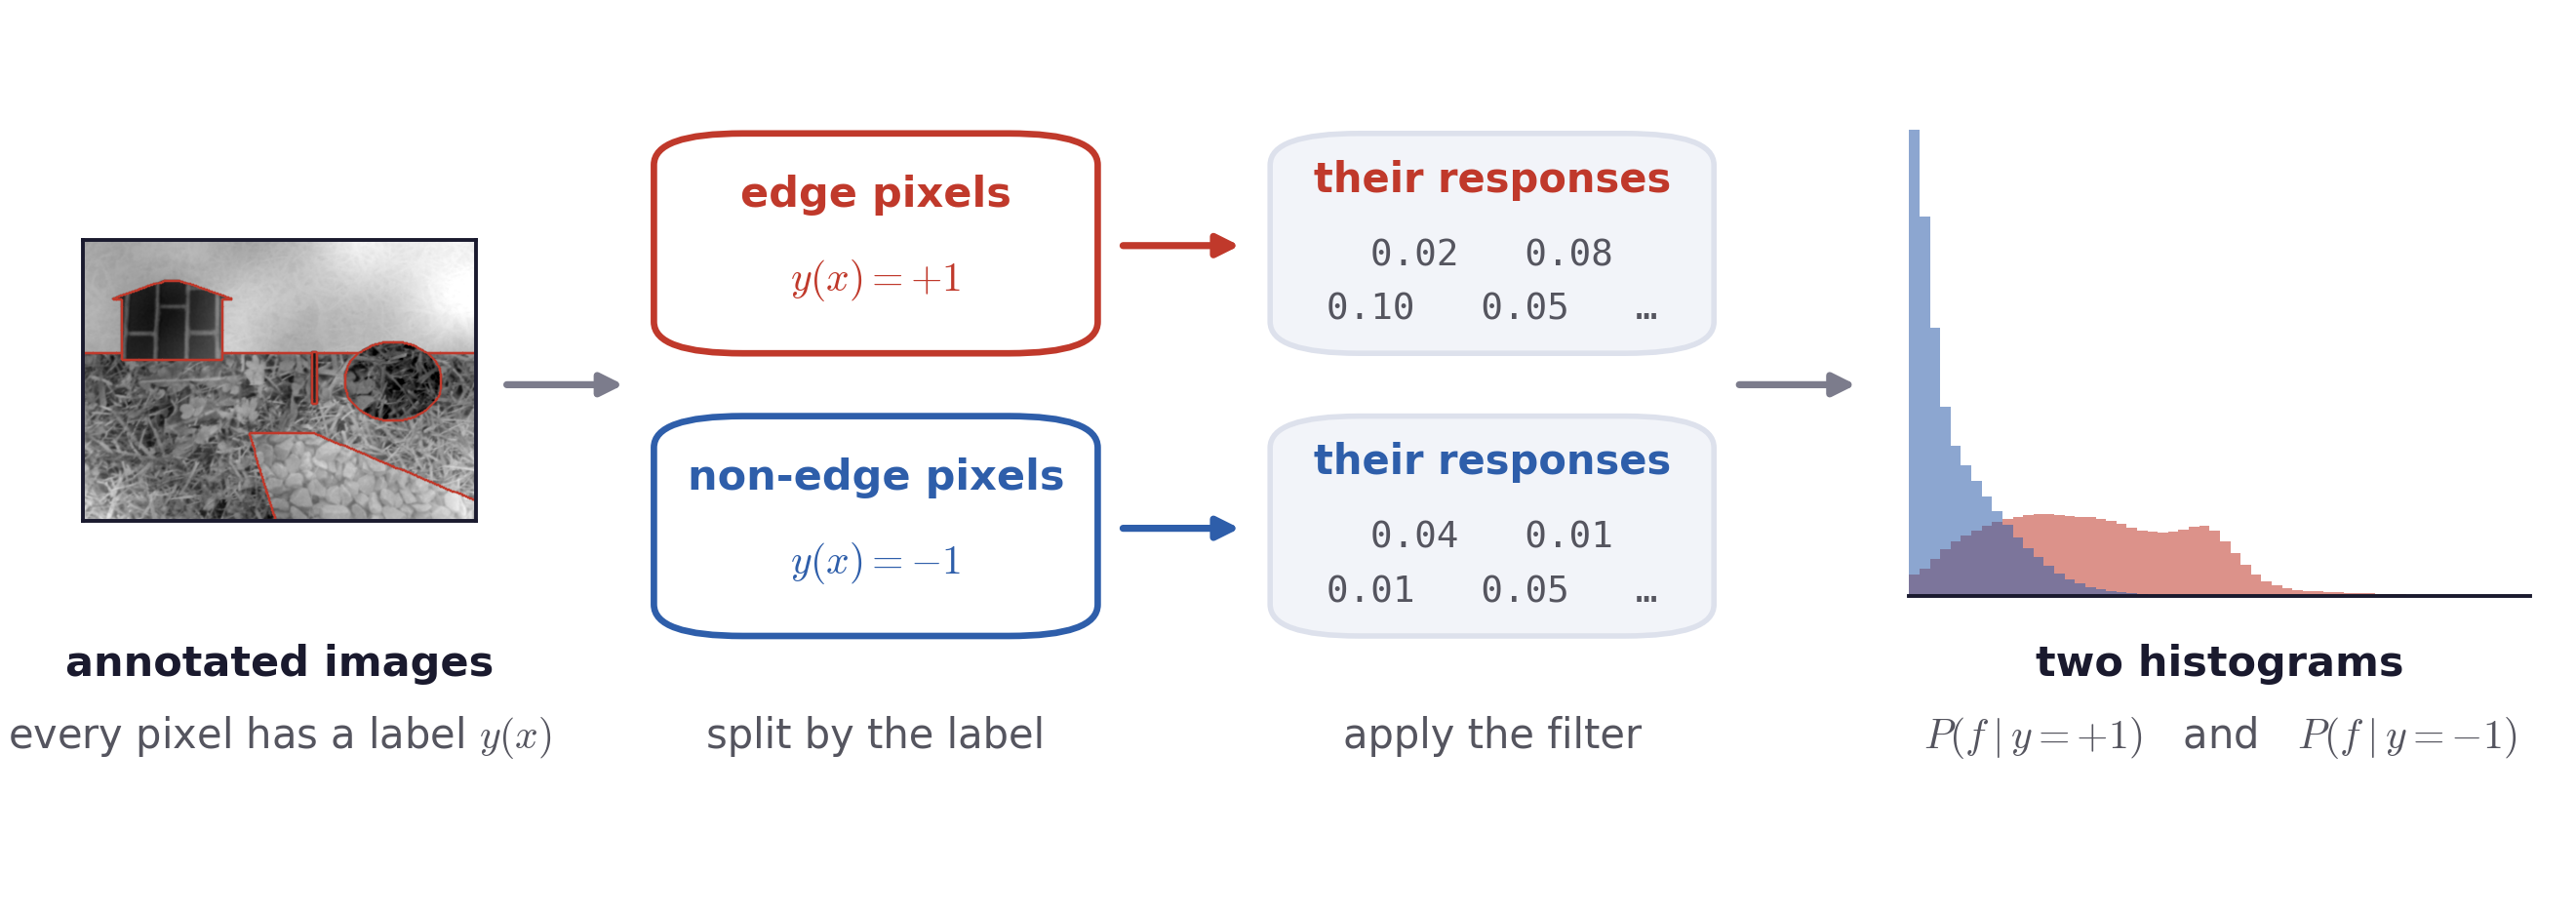 edge pixels
y(x) = +1
their responses
0.02 0.08
0.10 0.05 …
non-edge pixels
y(x) = −1
their responses
0.04 0.01
0.01 0.05 …
annotated images
every pixel has a label y(x)
split by the label
apply the filter
two histograms
P(f | y = +1) and P(f | y = −1)